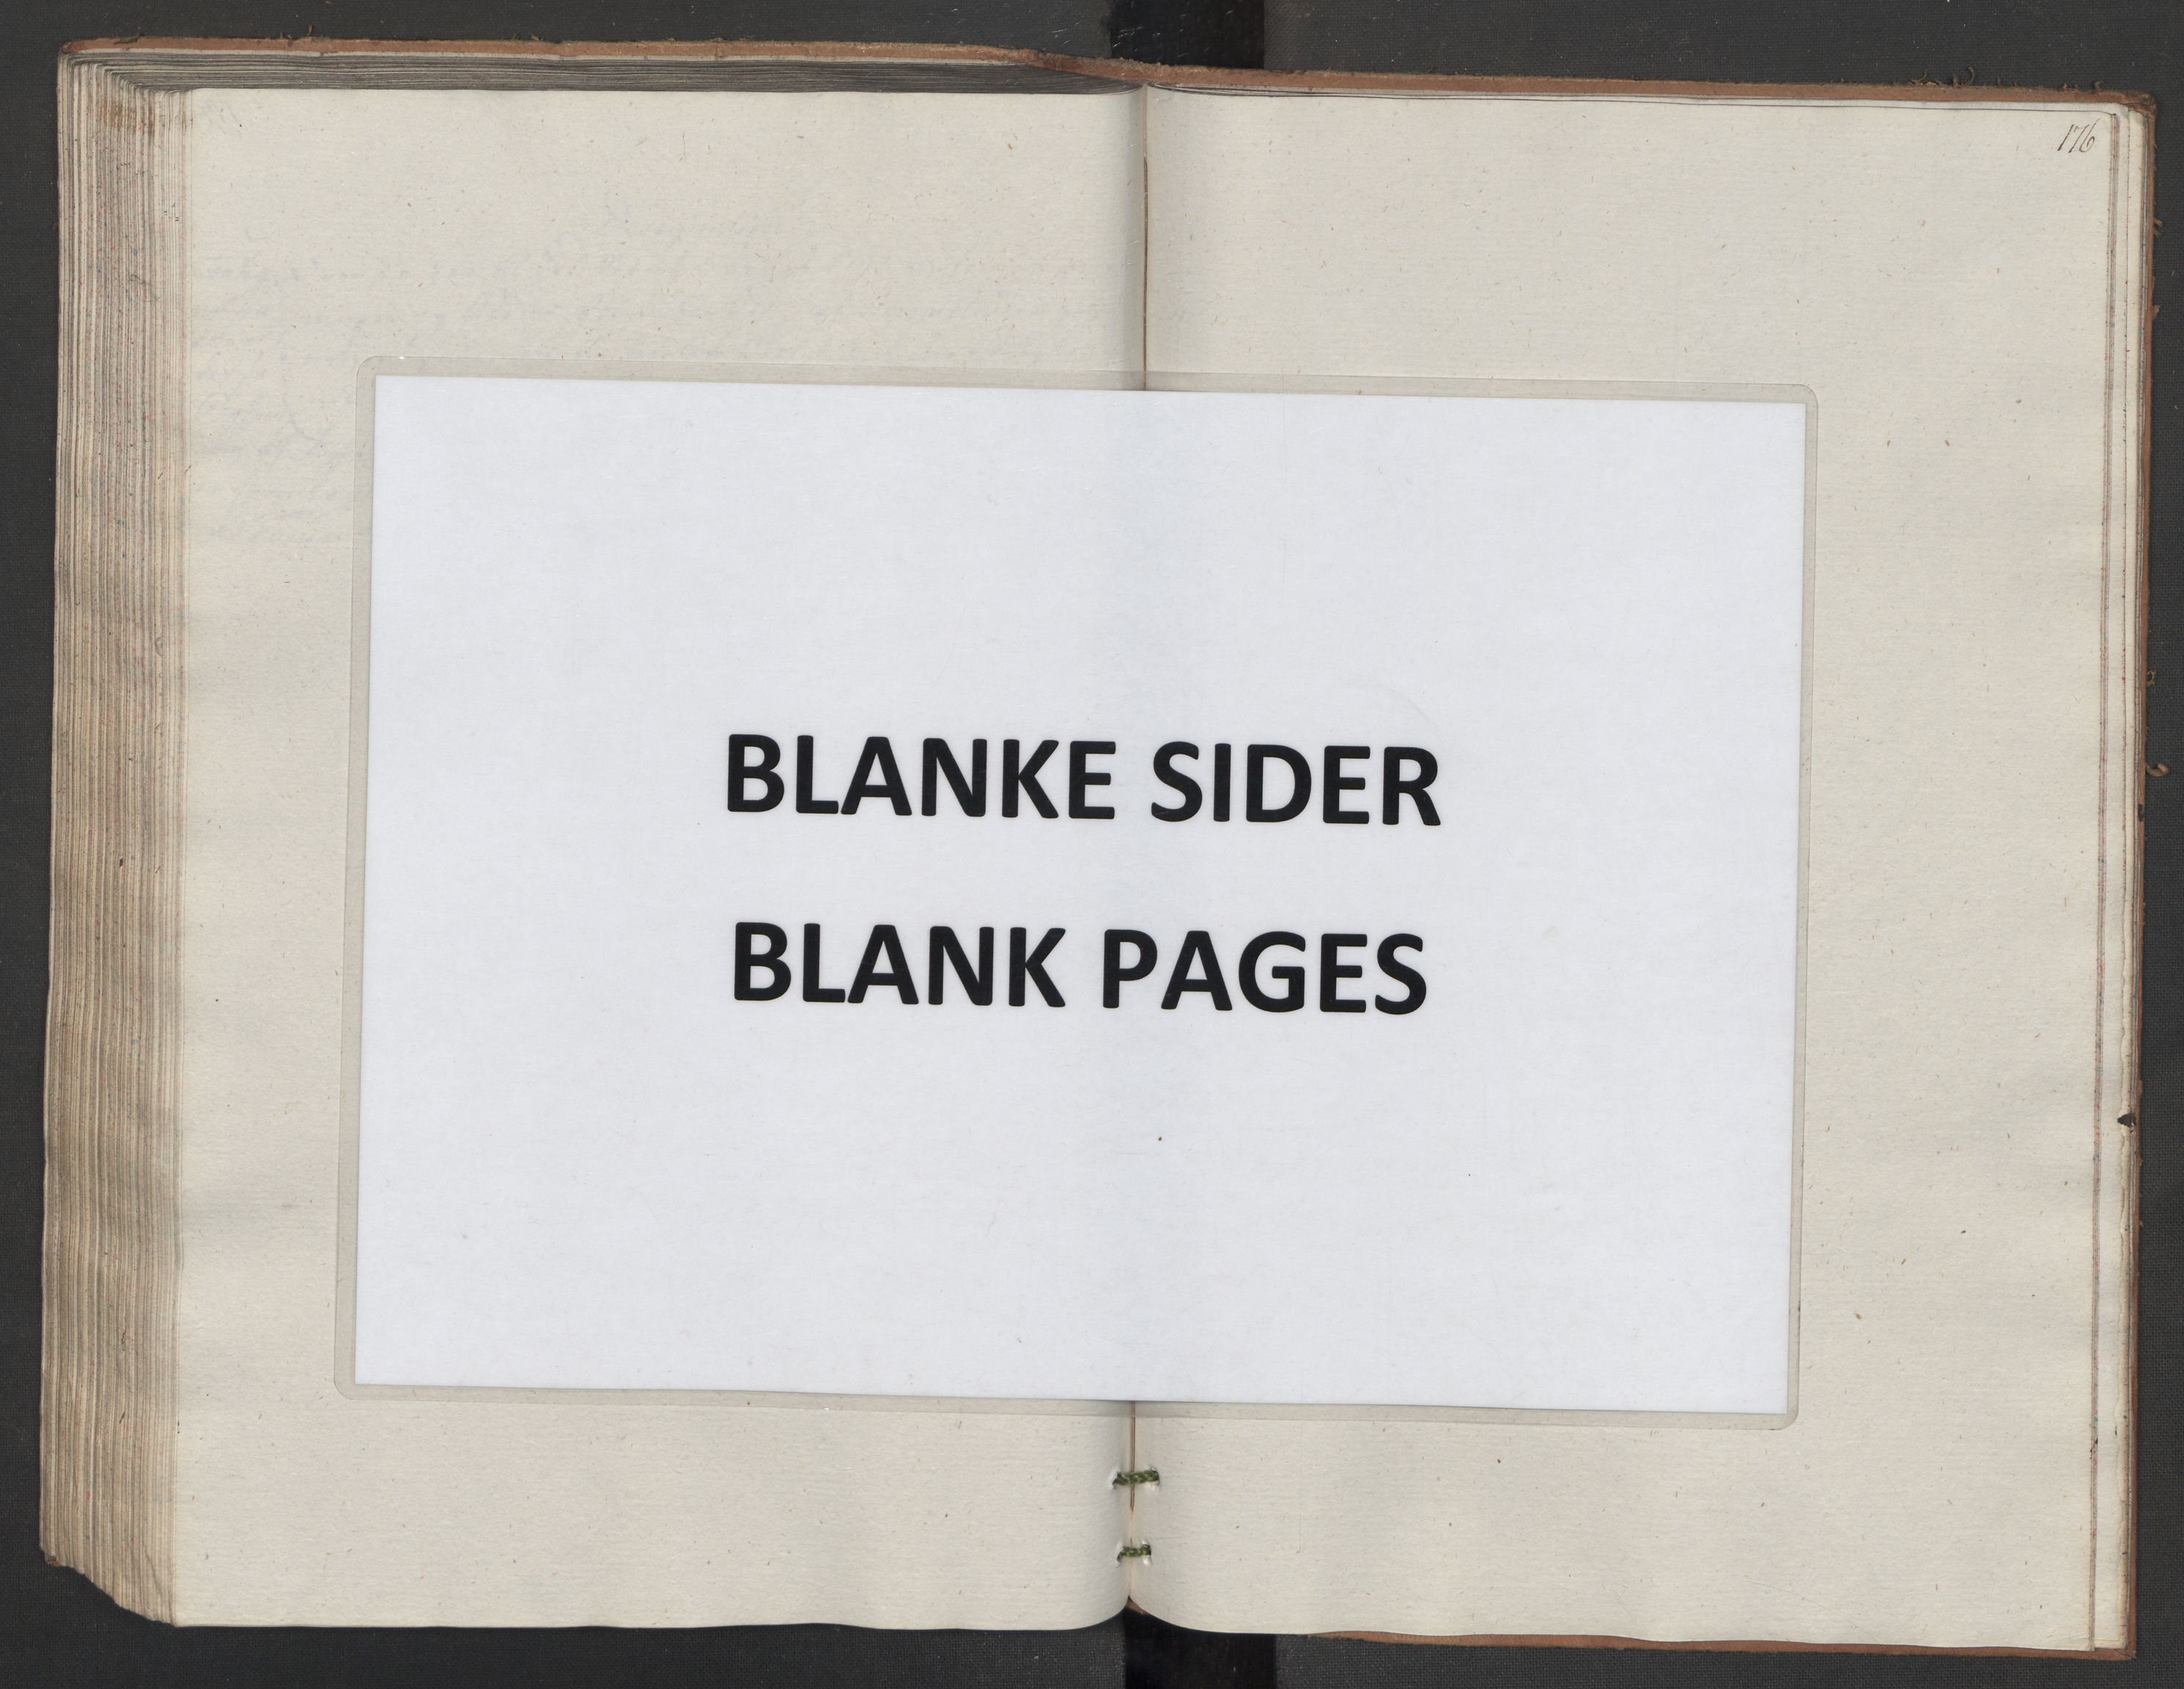 176
BLANKE SIDER
BLANK PAGES